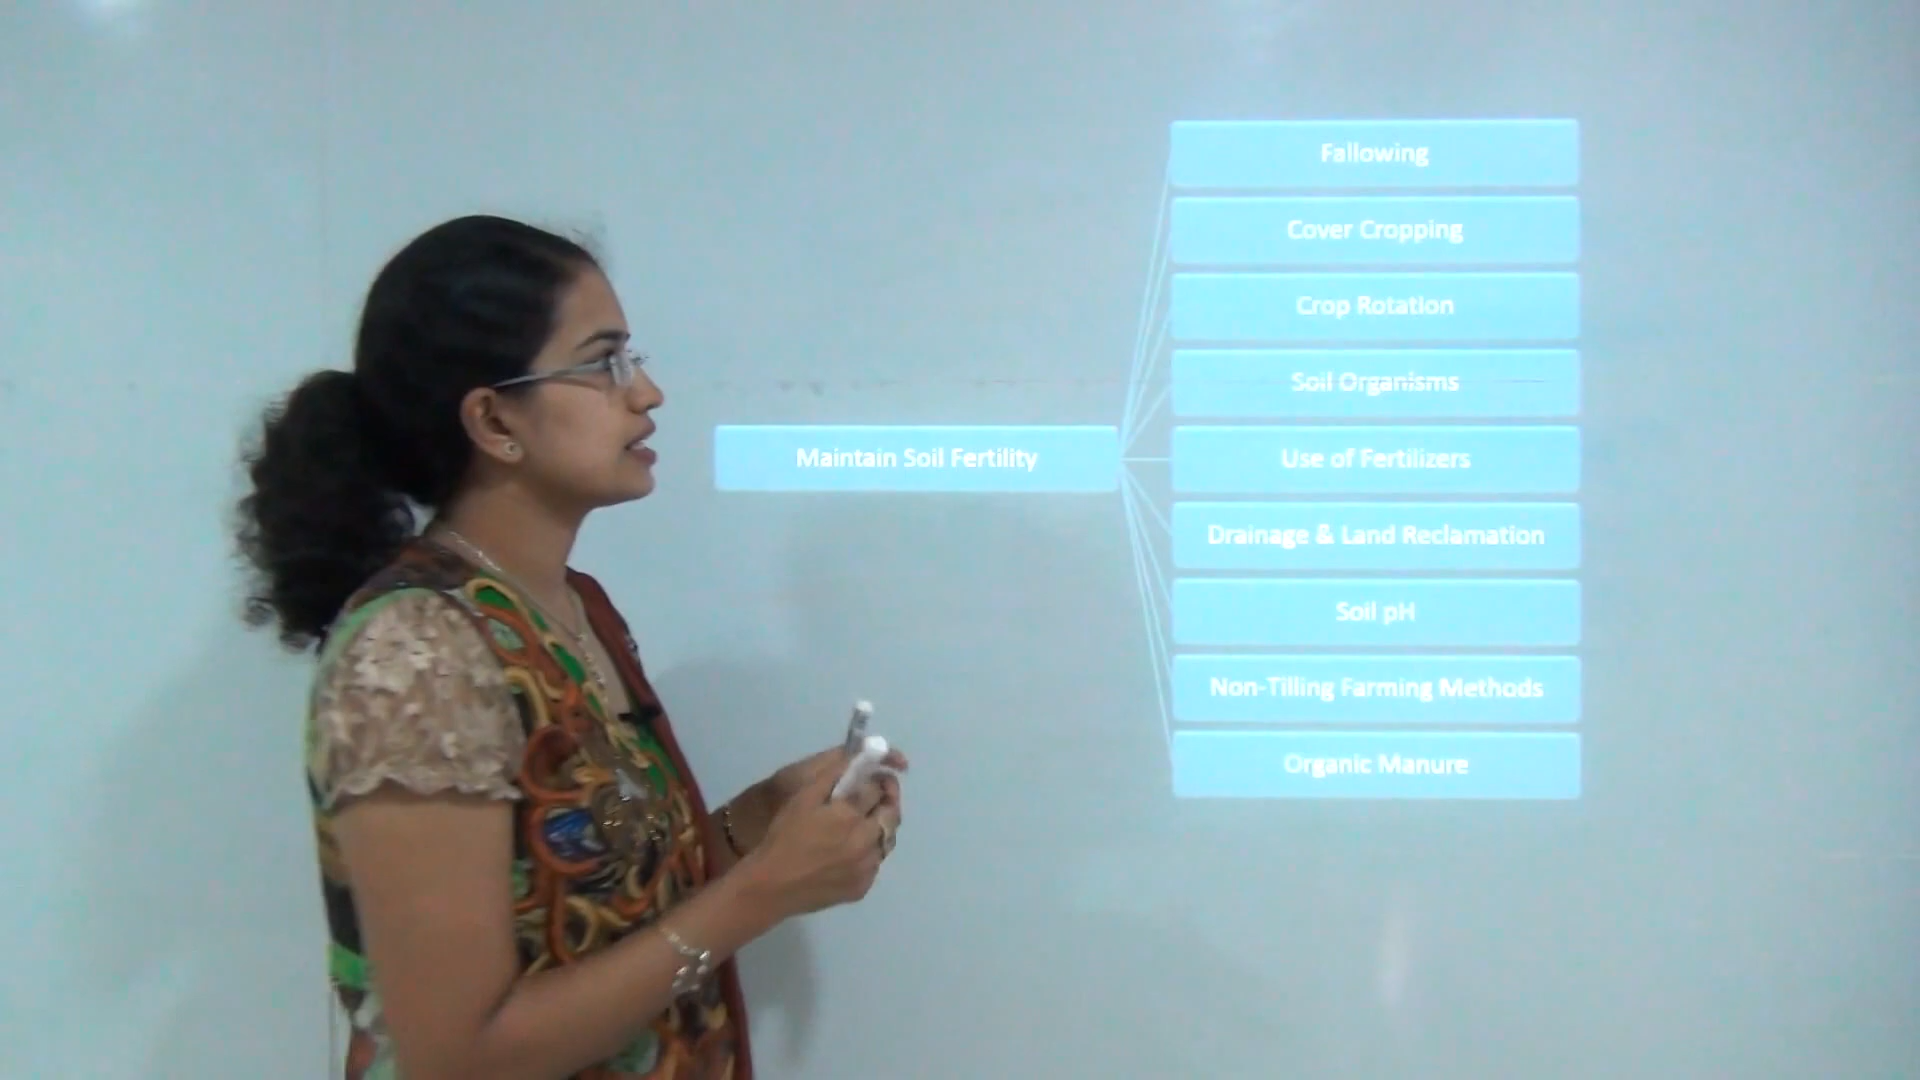 Maintain Soil Fertility
Fallowing
Cover Cropping
Crop Rotation
Soil Organisms
Use of Fertilizers
Drainage & Land Reclamation
Soil pH
Non-Tilling Farming Methods
Organic Manure